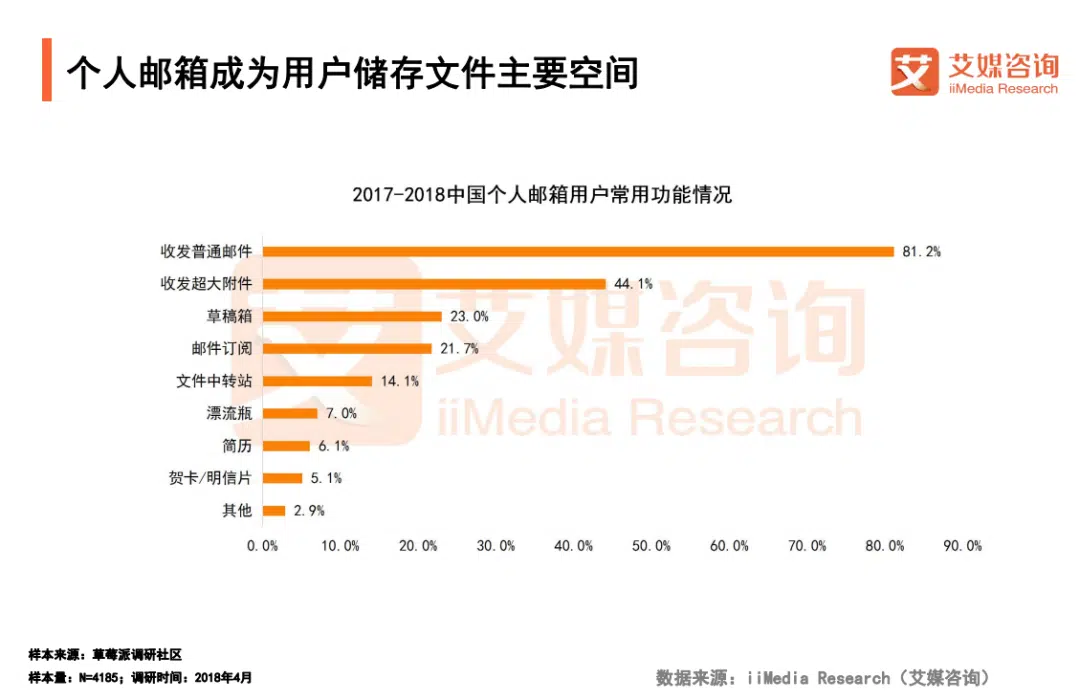 个人邮箱成为用户储存文件主要空间
艾媒咨询
iiMedia Research
2017-2018中国个人邮箱用户常用功能情况
收发普通邮件 81.2%
收发超大附件 44.1%
草稿箱 23.0%
邮件订阅 21.7%
文件中转站 14.1%
漂流瓶 7.0%
简历 6.1%
贺卡/明信片 5.1%
其他 2.9%
0.0% 10.0% 20.0% 30.0% 40.0% 50.0% 60.0% 70.0% 80.0% 90.0%
艾媒咨询
iiMedia Research
样本来源：草莓派调研社区
样本量：N=4185；调研时间：2018年4月
数据来源：iiMedia Research（艾媒咨询）